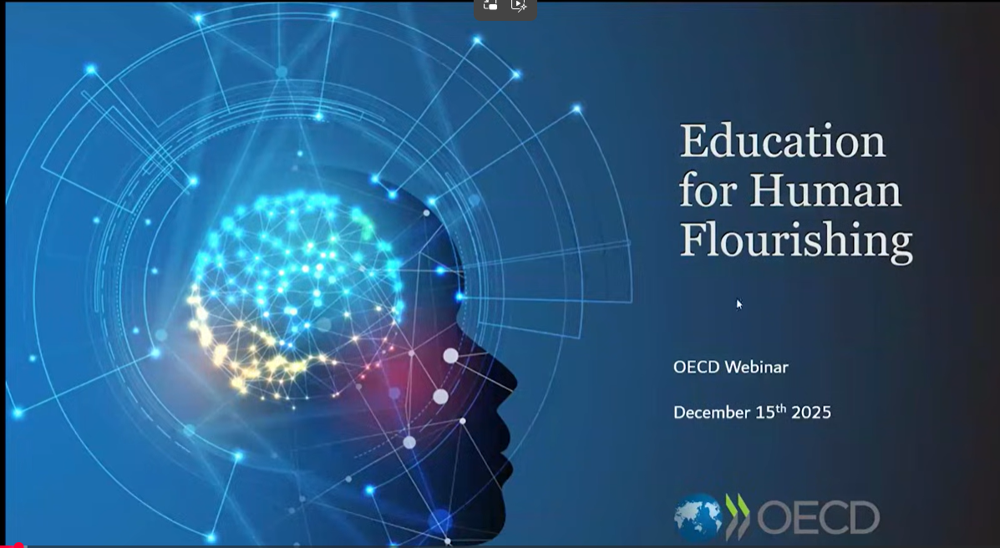 Education
for Human
Flourishing
OECD Webinar
December 15th 2025
OECD